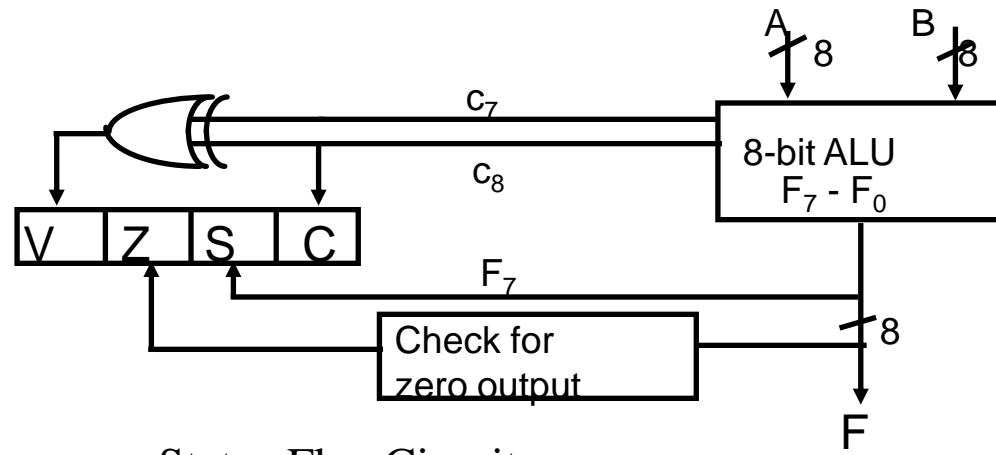 A 8 B 8
c7
c8
8-bit ALU
F7 - F0
V Z S C
F7
Check for
zero output
8
F